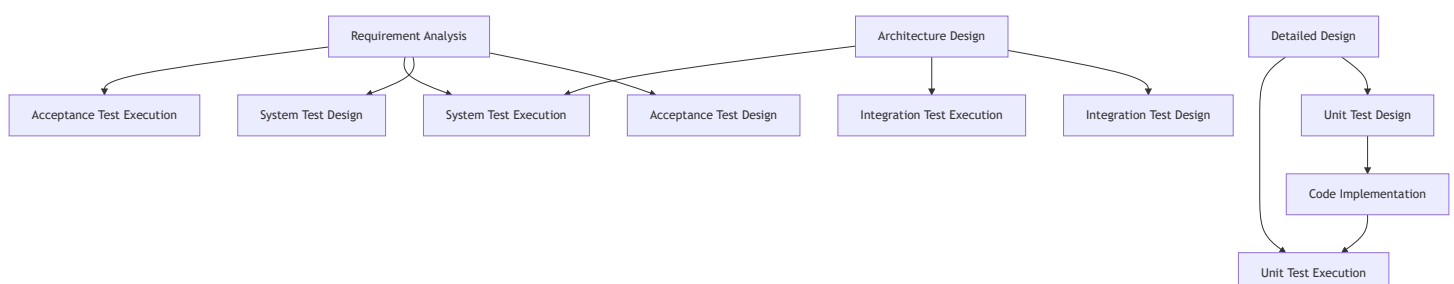 Requirement Analysis
Architecture Design
Detailed Design
Acceptance Test Execution
System Test Design
System Test Execution
Acceptance Test Design
Integration Test Execution
Integration Test Design
Unit Test Design
Code Implementation
Unit Test Execution